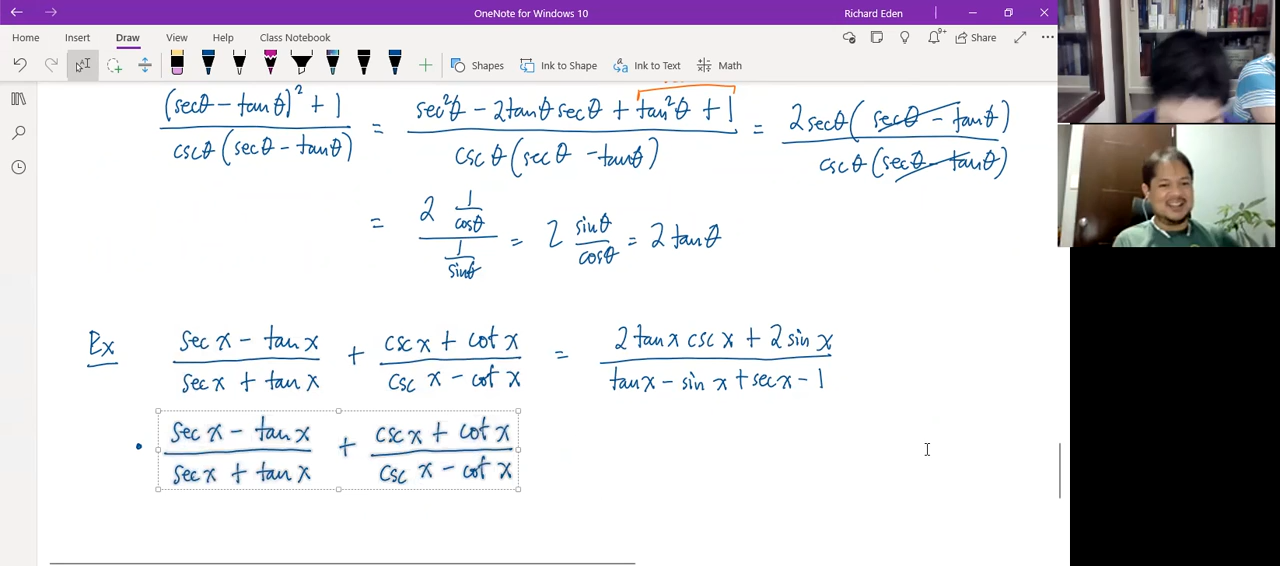 OneNote for Windows 10
Richard Eden
Home Insert Draw View Help Class Notebook
9+ Share
Shapes Ink to Shape Ink to Text Math
(secθ − tanθ)² + 1 / cscθ (secθ − tanθ) = sec²θ − 2tanθ secθ + tan²θ + 1 / cscθ (secθ − tanθ) = 2secθ (secθ − tanθ) / cscθ (secθ − tanθ)
= 2 1/cosθ / 1/sinθ = 2 sinθ/cosθ = 2 tanθ
Ex sec x − tan x / sec x + tan x + csc x + cot x / csc x − cot x = 2 tan x csc x + 2 sin x / tan x − sin x + sec x − 1
• sec x − tan x / sec x + tan x + csc x + cot x / csc x − cot x